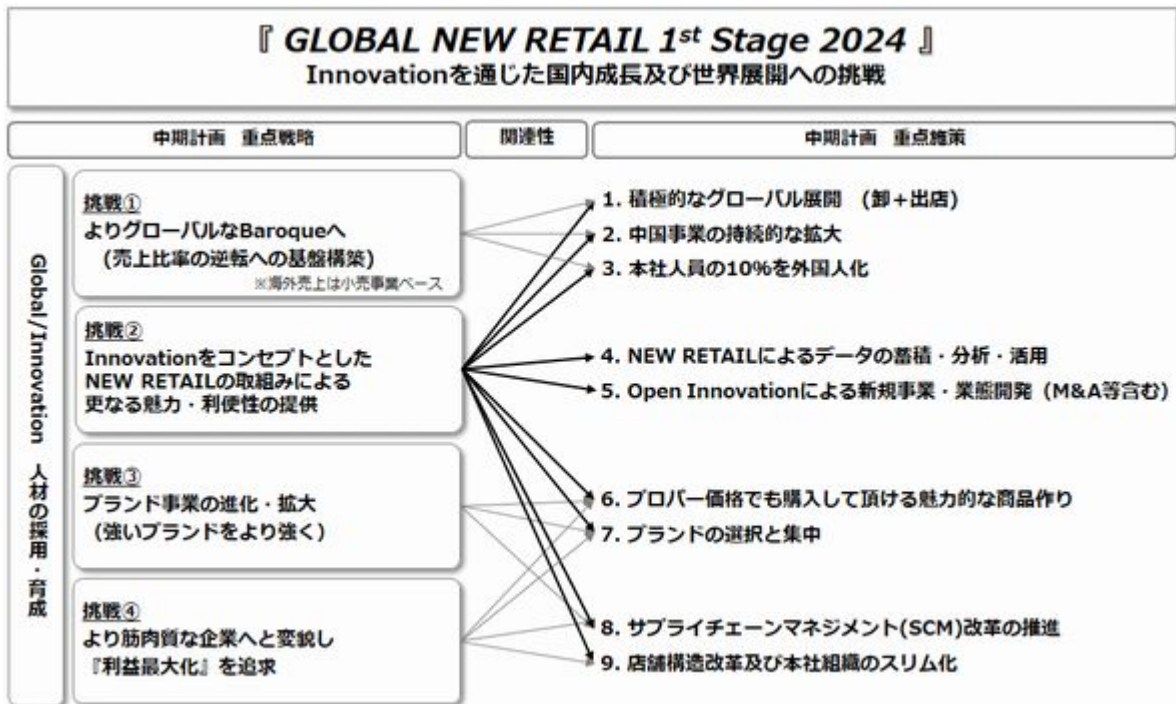 『 GLOBAL NEW RETAIL 1st Stage 2024 』
Innovationを通じた国内成長及び世界展開への挑戦
中期計画　重点戦略
関連性
中期計画　重点施策
Global/Innovation　人材の採用・育成
挑戦①
よりグローバルなBaroqueへ
(売上比率の逆転への基盤構築)
※海外売上は小売事業ベース
挑戦②
Innovationをコンセプトとした
NEW RETAILの取組みによる
更なる魅力・利便性の提供
挑戦③
ブランド事業の進化・拡大
（強いブランドをより強く）
挑戦④
より筋肉質な企業へと変貌し
『利益最大化』を追求
1. 積極的なグローバル展開　(卸＋出店)
2. 中国事業の持続的な拡大
3. 本社人員の10%を外国人化
4. NEW RETAILによるデータの蓄積・分析・活用
5. Open Innovationによる新規事業・業態開発 (M&A等含む)
6. プロパー価格でも購入して頂ける魅力的な商品作り
7. ブランドの選択と集中
8. サプライチェーンマネジメント(SCM)改革の推進
9. 店舗構造改革及び本社組織のスリム化